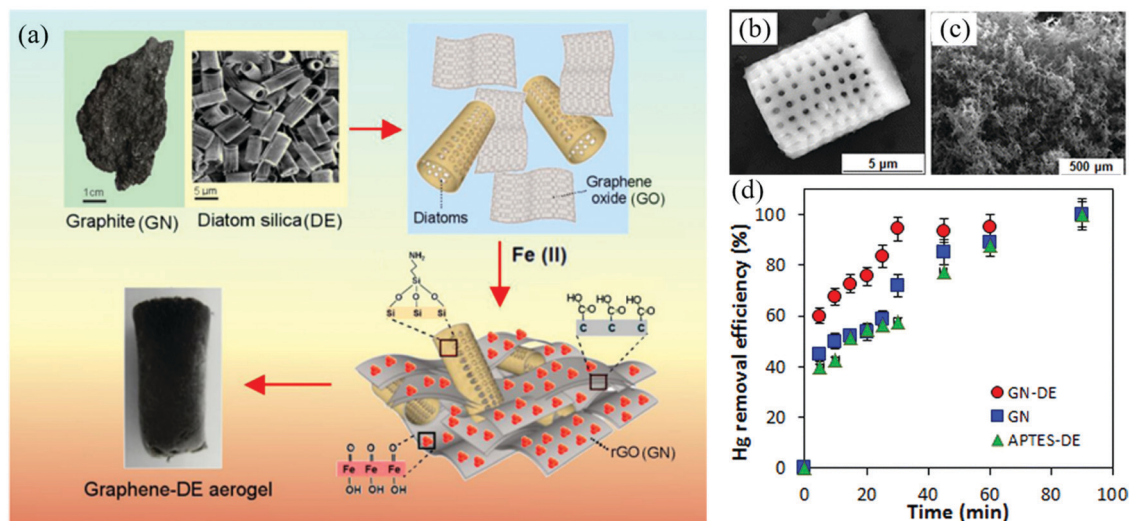 (a)
1cm
5 µm
Graphite (GN)
Diatom silica (DE)
Diatoms
Graphene
oxide (GO)
Fe (II)
NH₂
Si
O O O
Si Si Si
HO HO HO
C-O C-O C-O
C C C
O O O
Fe Fe Fe
OH OH OH
rGO (GN)
Graphene-DE aerogel
(b)
5 µm
(c)
500 µm
(d)
Hg removal efficiency (%)
100
80
60
40
20
0
GN-DE
GN
APTES-DE
0 20 40 60 80 100
Time (min)